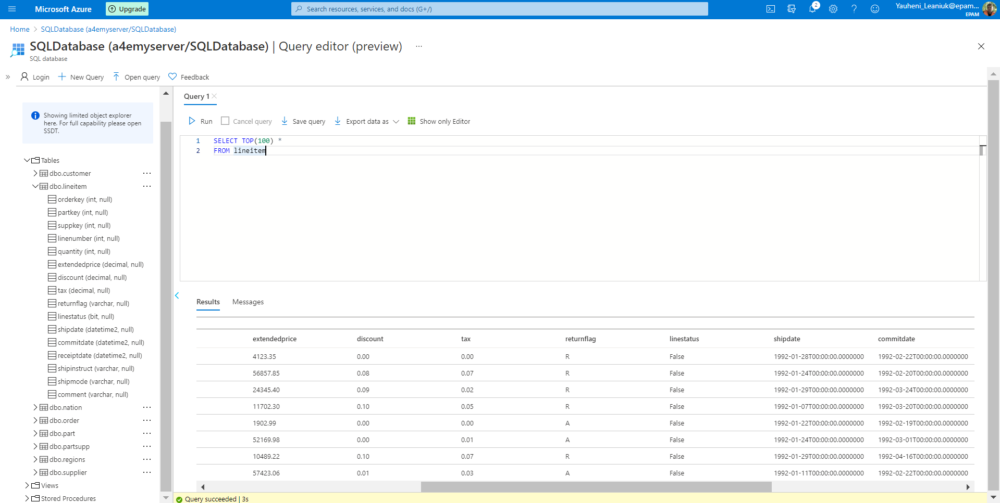 Microsoft Azure
Upgrade
Search resources, services, and docs (G+/)
2
Yauheni_Leaniuk@epam...
EPAM
Home > SQLDatabase (a4emyserver/SQLDatabase)
SQLDatabase (a4emyserver/SQLDatabase) | Query editor (preview) ...
SQL database
Login
New Query
Open query
Feedback
Showing limited object explorer
here. For full capability please open
SSDT.
Tables
dbo.customer ...
dbo.lineitem ...
orderkey (int, null)
partkey (int, null)
suppkey (int, null)
linenumber (int, null)
quantity (int, null)
extendedprice (decimal, null)
discount (decimal, null)
tax (decimal, null)
returnflag (varchar, null)
linestatus (bit, null)
shipdate (datetime2, null)
commitdate (datetime2, null)
receiptdate (datetime2, null)
shipinstruct (varchar, null)
shipmode (varchar, null)
comment (varchar, null)
dbo.nation ...
dbo.order ...
dbo.part ...
dbo.partsupp ...
dbo.regions ...
dbo.supplier ...
Views
Stored Procedures
Query 1
Run
Cancel query
Save query
Export data as
Show only Editor
1 SELECT TOP(100) *
2 FROM lineitem
Results
Messages
extendedprice discount tax returnflag linestatus shipdate commitdate
4123.35 0.00 0.00 R False 1992-01-28T00:00:00.0000000 1992-02-22T00:00:00.0000000
56857.85 0.08 0.07 R False 1992-01-24T00:00:00.0000000 1992-02-20T00:00:00.0000000
24345.40 0.09 0.02 R False 1992-01-29T00:00:00.0000000 1992-03-24T00:00:00.0000000
11702.30 0.10 0.05 R False 1992-01-07T00:00:00.0000000 1992-03-20T00:00:00.0000000
1902.99 0.00 0.00 A False 1992-01-22T00:00:00.0000000 1992-02-19T00:00:00.0000000
52169.98 0.00 0.01 A False 1992-01-24T00:00:00.0000000 1992-03-01T00:00:00.0000000
10489.22 0.10 0.07 R False 1992-01-29T00:00:00.0000000 1992-04-16T00:00:00.0000000
57423.06 0.01 0.03 A False 1992-01-11T00:00:00.0000000 1992-02-22T00:00:00.0000000
Query succeeded | 3s